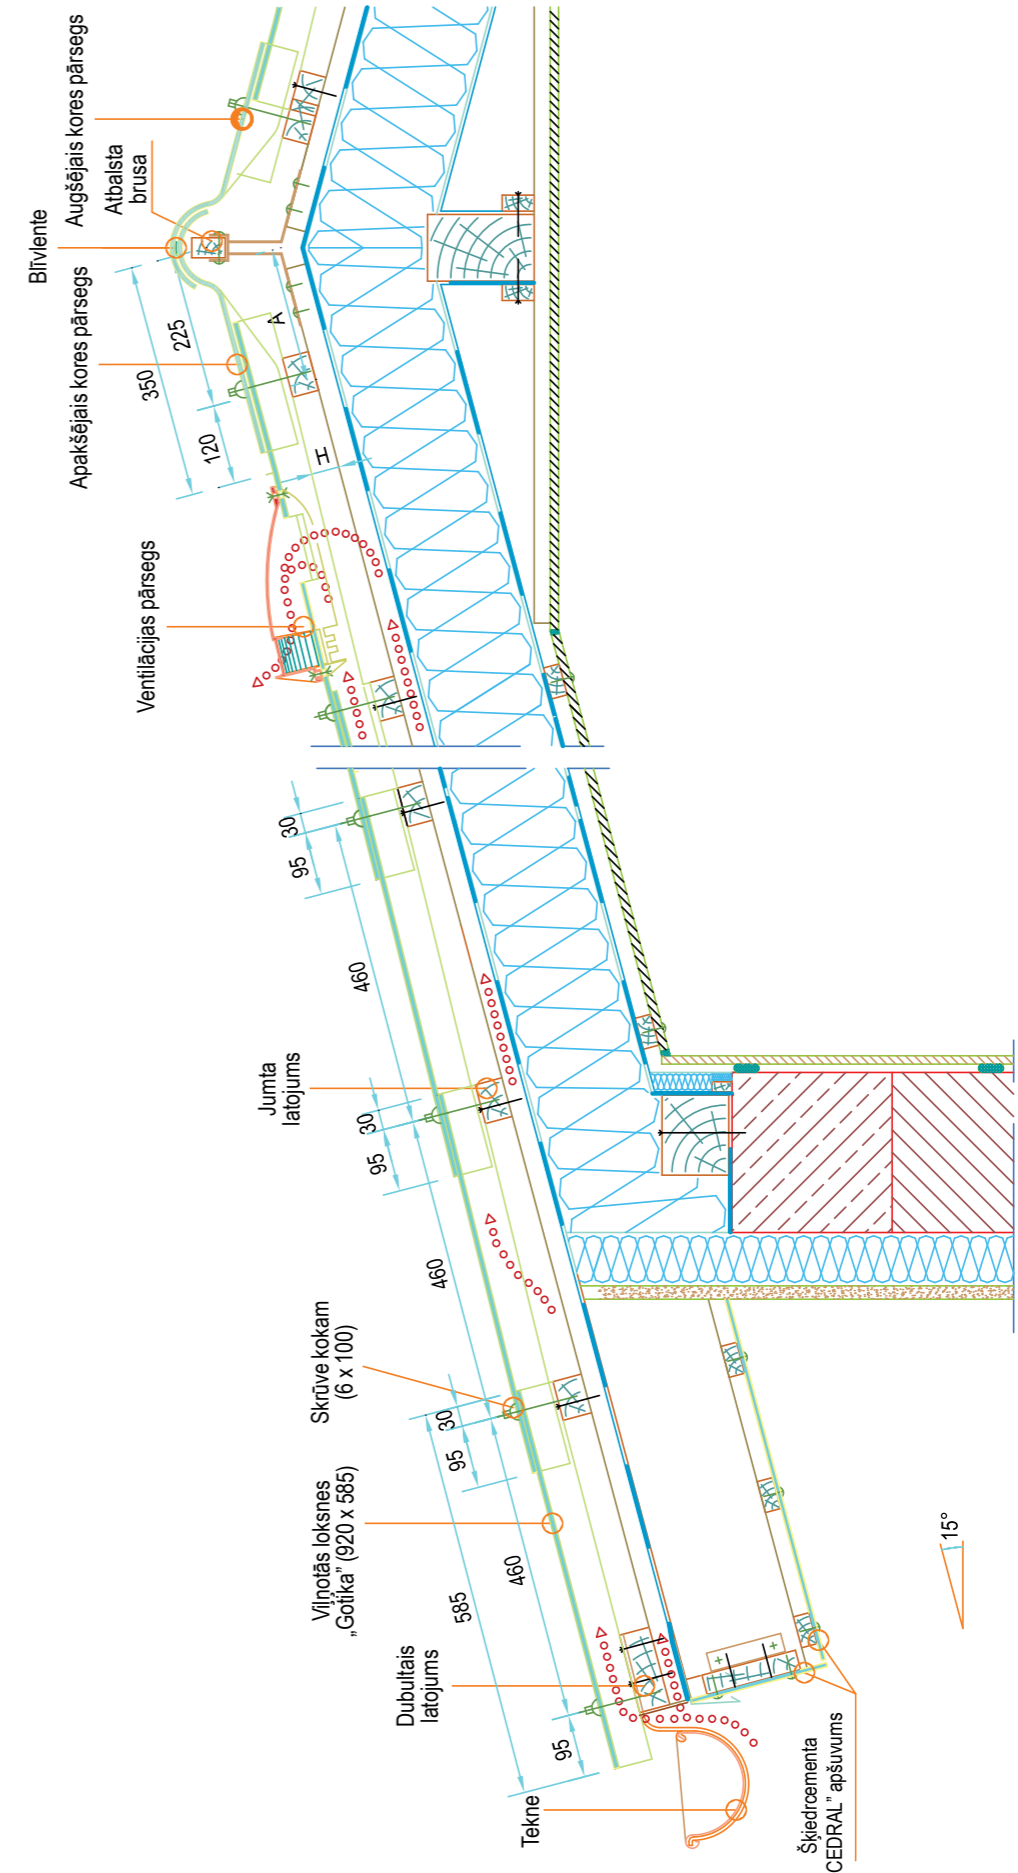 Blīvlente
Augšējais kores pārsegs
Atbalsta
brusa
Apakšējais kores pārsegs
225
350
120
A
H
Ventilācijas pārsegs
30
95
460
Jumta
latojums
30
95
460
Skrūve kokam
(6 x 100)
30
95
Viļņotās loksnes
„Gotika” (920 x 585)
460
585
Dubultais
latojums
95
Tekne
15°
Šķiedrcementa
CEDRAL” apšuvums